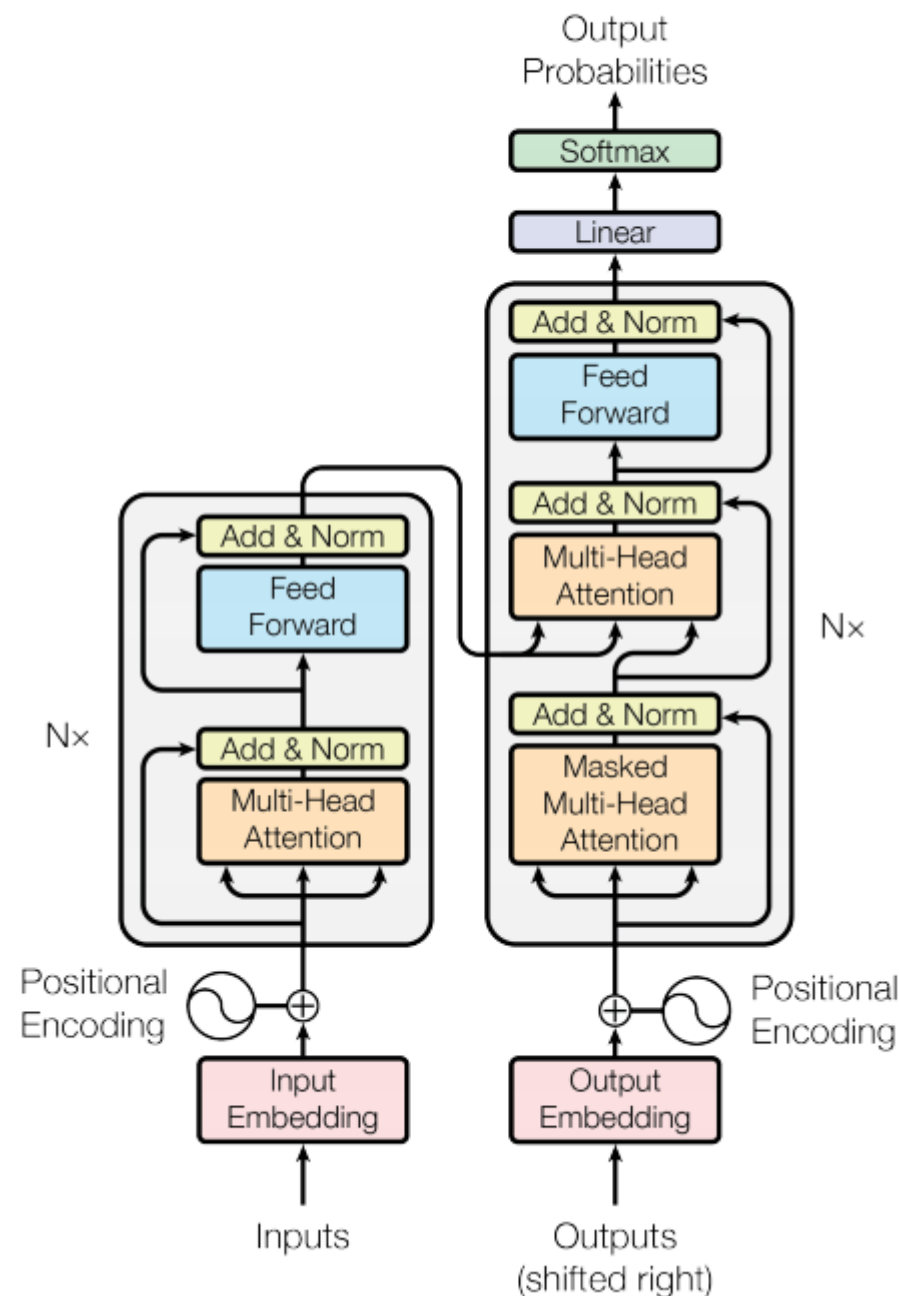 Output
Probabilities
Softmax
Linear
Add & Norm
Feed
Forward
Add & Norm
Multi-Head
Attention
Add & Norm
Feed
Forward
N×
N×
Add & Norm
Masked
Multi-Head
Attention
Add & Norm
Multi-Head
Attention
Positional
Encoding
Positional
Encoding
Input
Embedding
Output
Embedding
Inputs
Outputs
(shifted right)